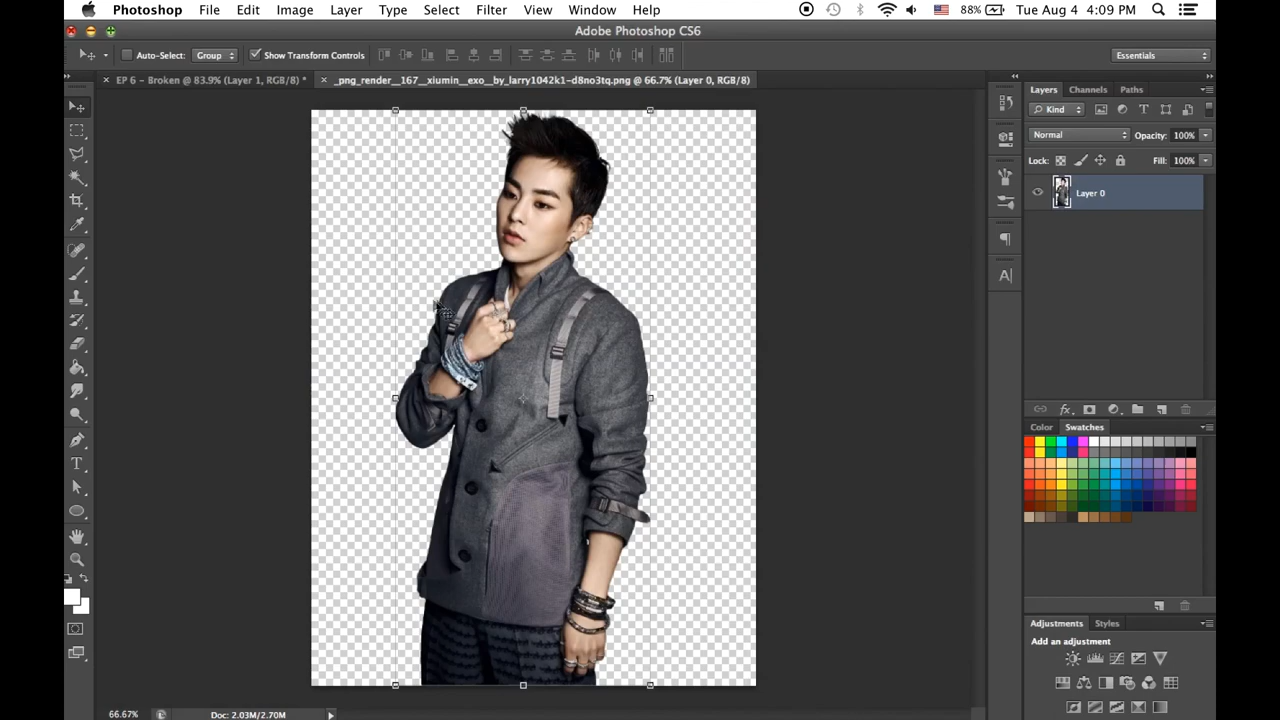 Photoshop File Edit Image Layer Type Select Filter View Window Help 88% Tue Aug 4 4:09 PM
Adobe Photoshop CS6
Auto-Select: Group Show Transform Controls Essentials
× EP 6 - Broken @ 83.9% (Layer 1, RGB/8) * × _png_render__167__xiumin_exo__by_larry1042k1-d8no3tq.png @ 66.7% (Layer 0, RGB/8)
Layers Channels Paths
Kind T
Normal Opacity: 100%
Lock: Fill: 100%
Layer 0
A
T
Color Swatches
Adjustments Styles
Add an adjustment
66.67% Doc: 2.03M/2.70M